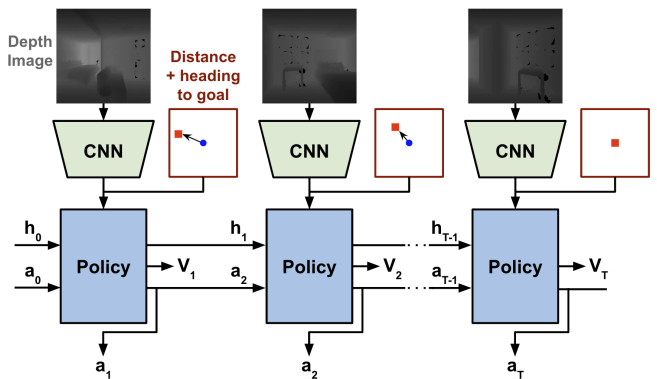 Depth
Image
Distance
+ heading
to goal
CNN
CNN
CNN
h0
h1
hT-1
Policy
V1
Policy
V2
Policy
VT
a0
a2
aT-1
a1
a2
aT